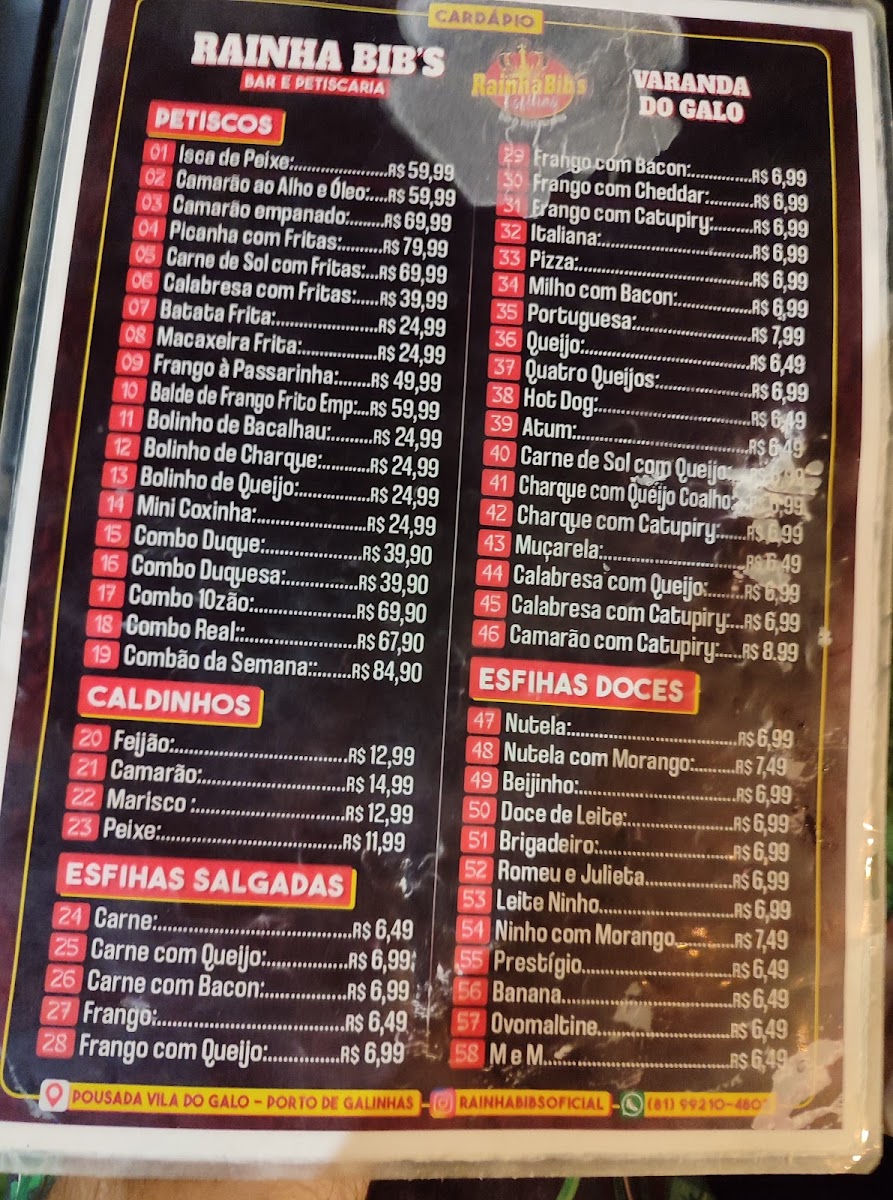 CARDÁPIO
RAINHA BIB'S
BAR E PETISCARIA
RainhaBib's
VARANDA
DO GALO
PETISCOS
01 Isca de Peixe:....................R$ 59,99
02 Camarão ao Alho e Óleo:....R$ 59,99
03 Camarão empanado:........R$ 69,99
04 Picanha com Fritas:.........R$ 79,99
05 Carne de Sol com Fritas:...R$ 69,99
06 Calabresa com Fritas:....R$ 39,99
07 Batata Frita:......................R$ 24,99
08 Macaxeira Frita:.................R$ 24,99
09 Frango à Passarinha:.......R$ 49,99
10 Balde de Frango Frito Emp:...R$ 59,99
11 Bolinho de Bacalhau:.........R$ 24,99
12 Bolinho de Charque:..........R$ 24,99
13 Bolinho de Queijo:..............R$ 24,99
14 Mini Coxinha:....................R$ 24,99
15 Combo Duque:...................R$ 39,90
16 Combo Duquesa:...............R$ 39,90
17 Combo 10zão:....................R$ 69,90
18 Combo Real::.....................R$ 67,90
19 Combão da Semana::.......R$ 84,90
CALDINHOS
20 Feijão:..............................R$ 12,99
21 Camarão:.........................R$ 14,99
22 Marisco :..........................R$ 12,99
23 Peixe:...............................R$ 11,99
ESFIHAS SALGADAS
24 Carne:................................R$ 6,49
25 Carne com Queijo:.............R$ 6,99
26 Carne com Bacon:.............R$ 6,99
27 Frango:..............................R$ 6,49
28 Frango com Queijo:............R$ 6,99
29 Frango com Bacon:.............R$ 6,99
30 Frango com Cheddar:.........R$ 6,99
31 Frango com Catupiry:........R$ 6,99
32 Italiana:...........................R$ 6,99
33 Pizza:..............................R$ 6,99
34 Milho com Bacon:..............R$ 6,99
35 Portuguesa:......................R$ 7,99
36 Queijo:.............................R$ 6,49
37 Quatro Queijos:..................R$ 6,99
38 Hot Dog:...........................R$ 6,49
39 Atum:...............................R$ 6,49
40 Carne de Sol com Queijo: 6,99
41 Charque com Queijo Coalho: 6,99
42 Charque com Catupiry:.....R$ 6,99
43 Muçarela:.........................R$ 6,49
44 Calabresa com Queijo:.......R$ 6,99
45 Calabresa com Catupiry:...R$ 6,99
46 Camarão com Catupiry:.....R$ 8.99
ESFIHAS DOCES
47 Nutela:.............................R$ 6,99
48 Nutela com Morango:.........R$ 7,49
49 Beijinho:..........................R$ 6,99
50 Doce de Leite:...................R$ 6,99
51 Brigadeiro:.......................R$ 6,99
52 Romeu e Julieta................R$ 6,99
53 Leite Ninho.......................R$ 6,99
54 Ninho com Morango............R$ 7,49
55 Prestígio..........................R$ 6,49
56 Banana............................R$ 6,49
57 Ovomaltine.......................R$ 6,49
58 M e M...............................R$ 6,49
POUSADA VILA DO GALO – PORTO DE GALINHAS
RAINHABIBSOFICIAL
(81)